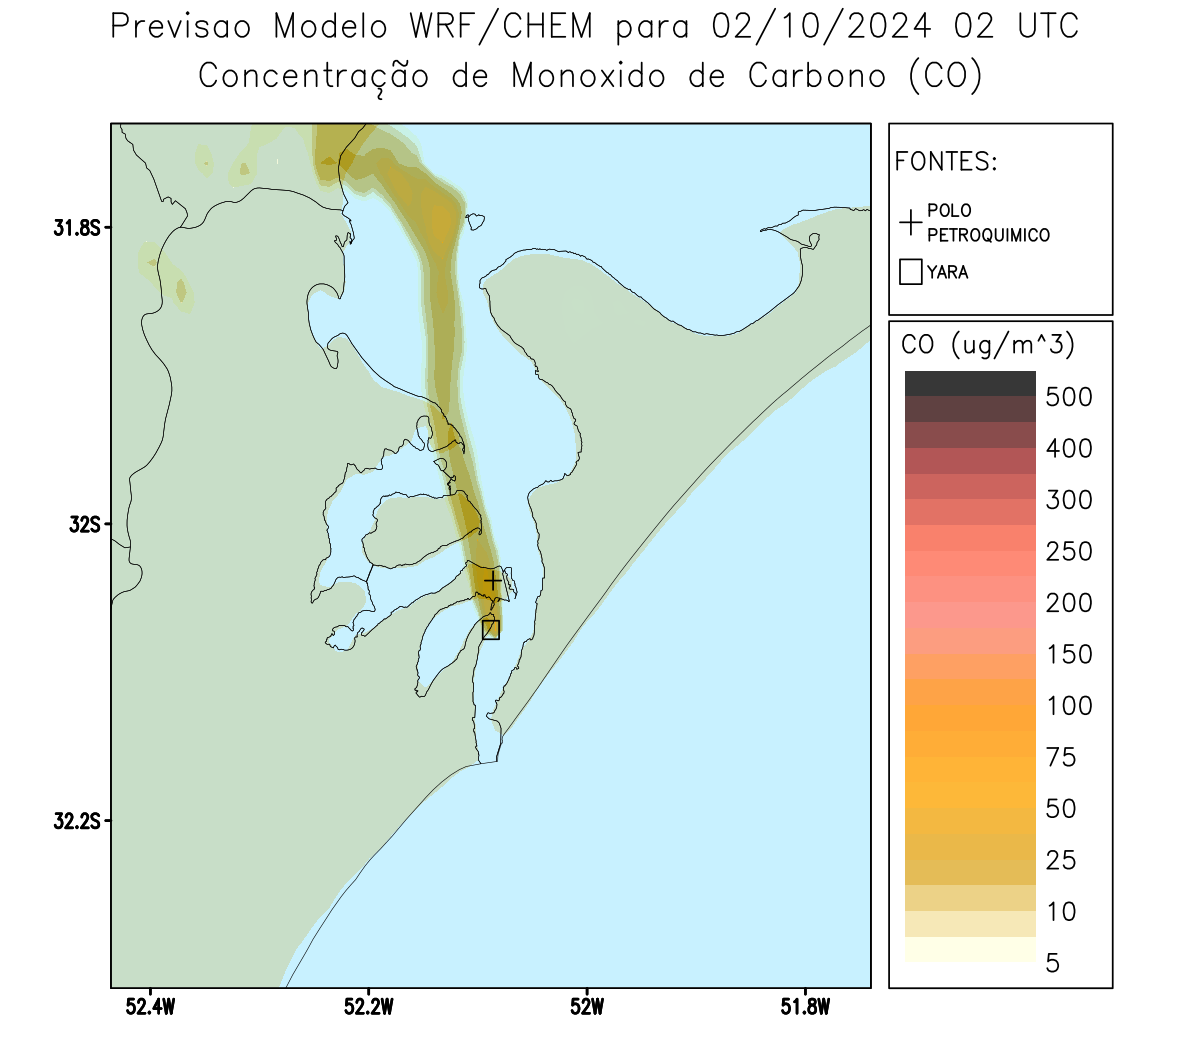 Previsao Modelo WRF/CHEM para 02/10/2024 02 UTC
Concentração de Monoxido de Carbono (CO)
FONTES:
POLO
PETROQUIMICO
YARA
CO (ug/m^3)
500
400
300
250
200
150
100
75
50
25
10
5
31.8S
32S
32.2S
52.4W
52.2W
52W
51.8W